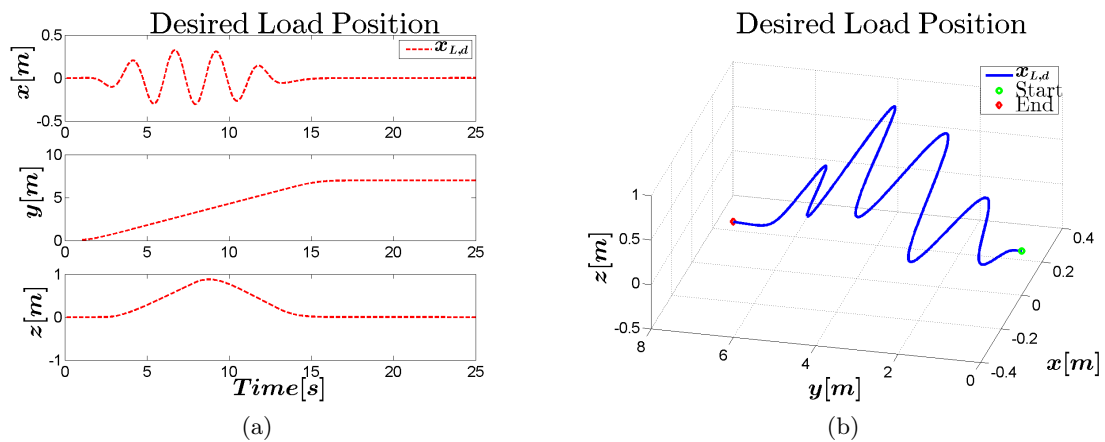 Desired Load Position
x[m]
0.5
0
-0.5
x_{L,d}
0 5 10 15 20 25
y[m]
10
5
0
0 5 10 15 20 25
z[m]
1
0
-1
0 5 10 15 20 25
Time[s]
(a)
Desired Load Position
x_{L,d}
Start
End
z[m]
1
0.5
0
-0.5
8 6 4 2 0
y[m]
0.4
0.2
0
-0.2
-0.4
x[m]
(b)